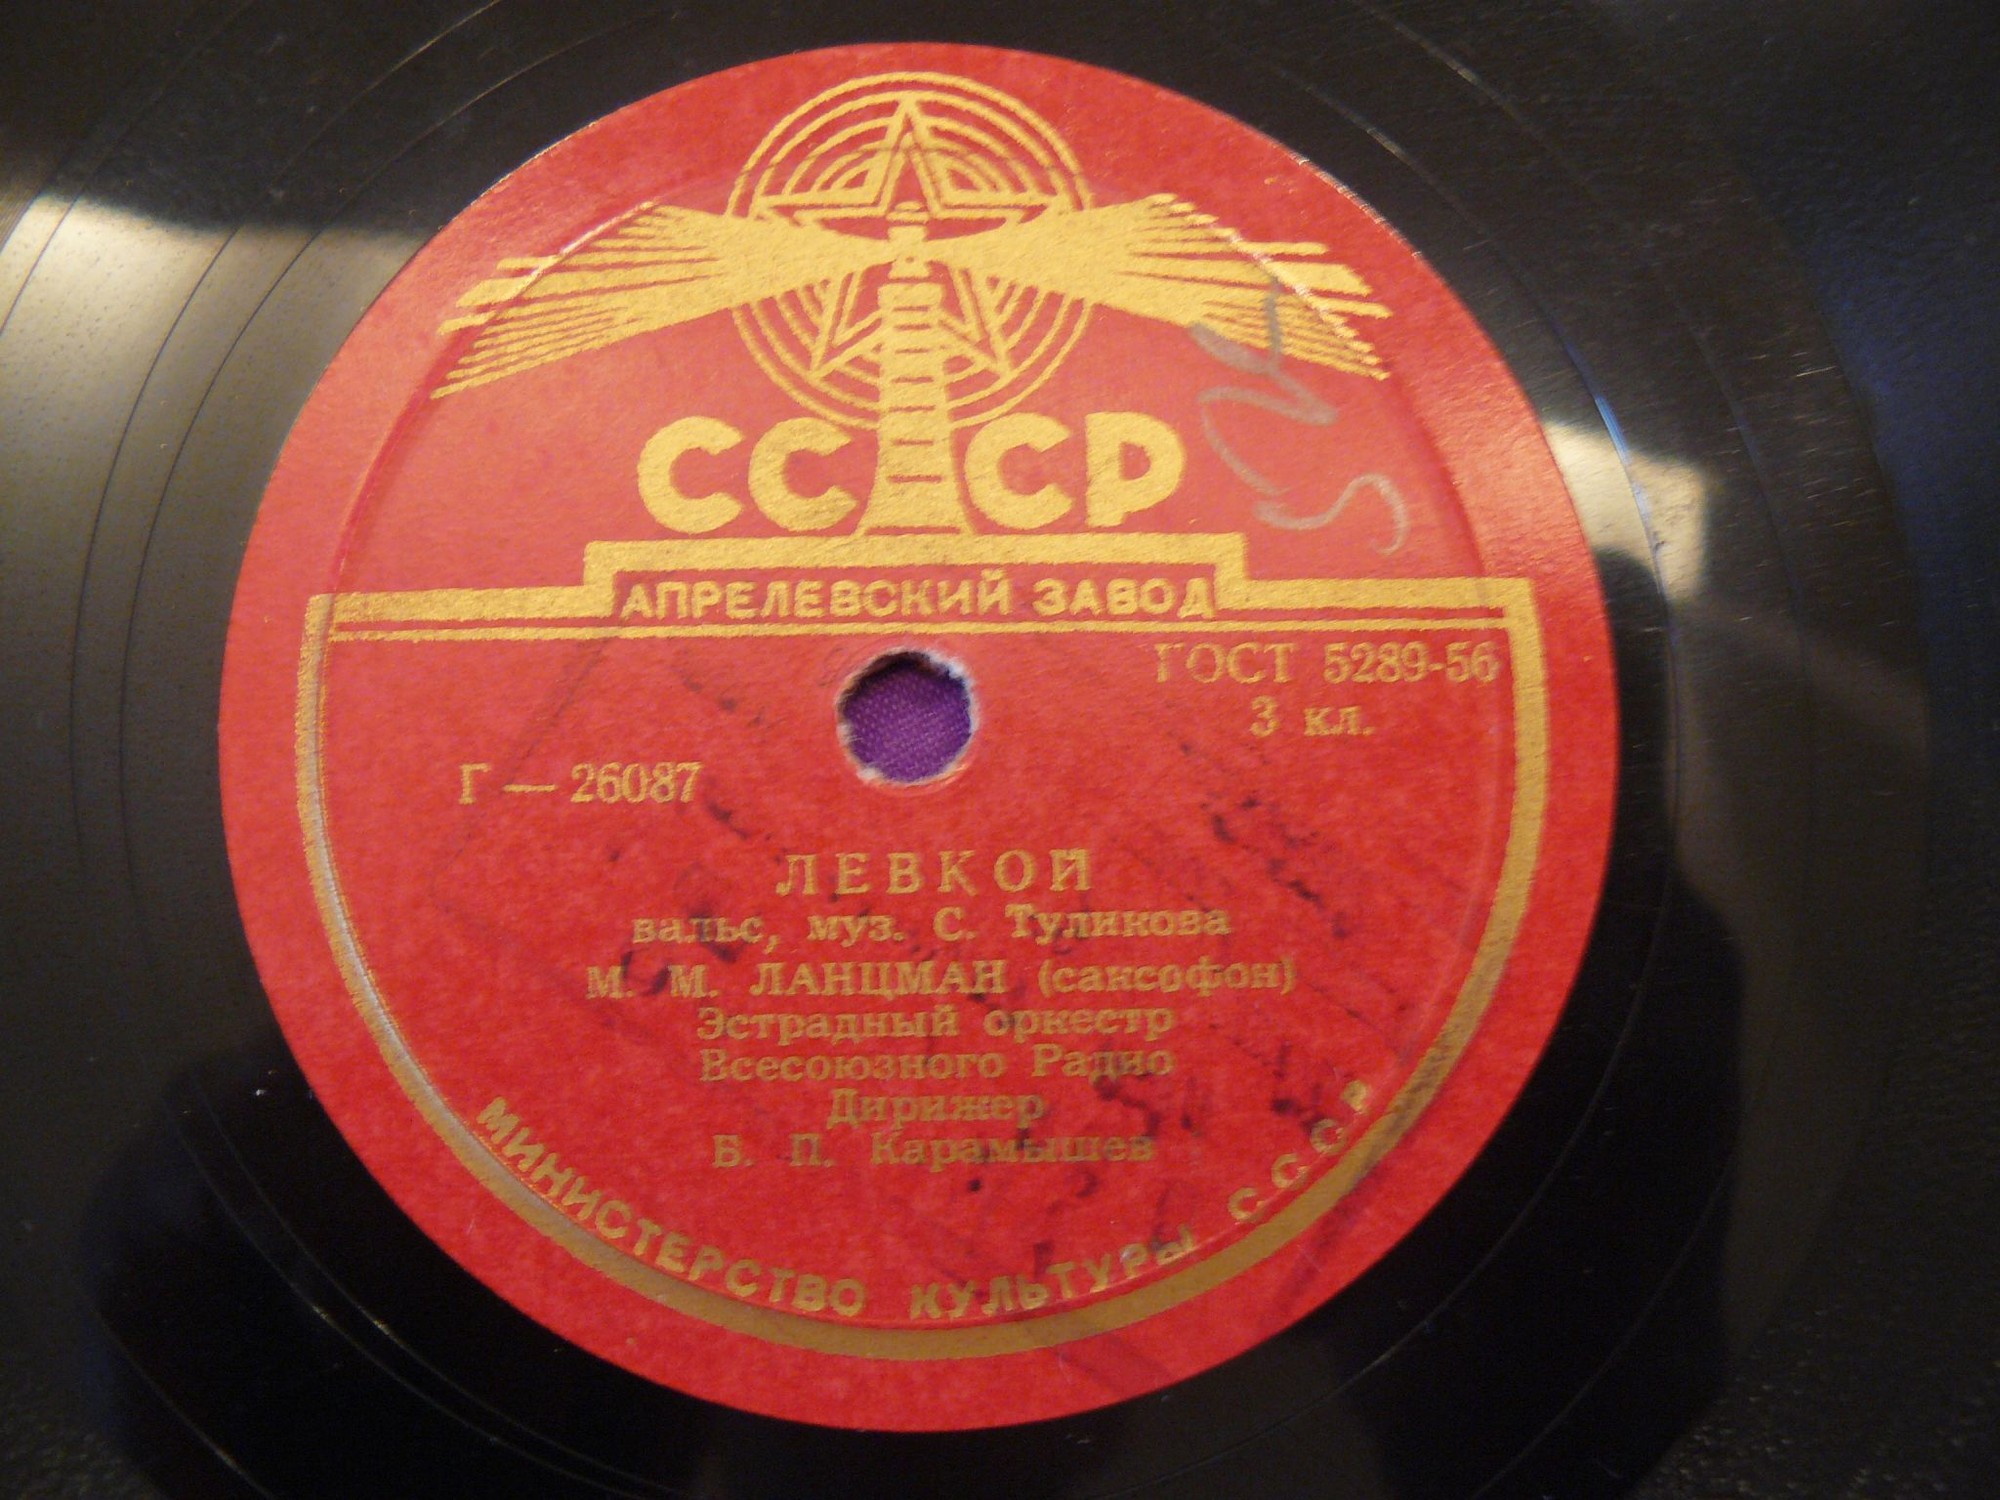 СССР
АПРЕЛЕВСКИЙ ЗАВОД
ГОСТ 5289-56
3 кл.
Г — 26087
ЛЕВКОЙ
вальс, муз. С. Туликова
М. М. ЛАНЦМАН (саксофон)
Эстрадный оркестр
Всесоюзного Радио
Дирижер
Б. П. Карамышев
МИНИСТЕРСТВО КУЛЬТУРЫ СССР